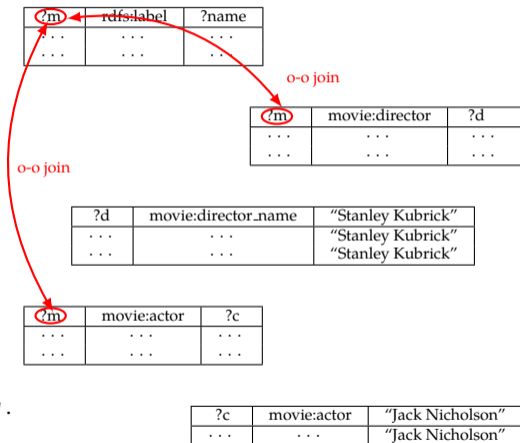 ?m rdfs:label ?name
. . . . . . . . .
. . . . . . . . .
o-o join
?m movie:director ?d
. . . . . . . . .
. . . . . . . . .
o-o join
?d movie:director_name "Stanley Kubrick"
. . . . . . "Stanley Kubrick"
. . . . . . "Stanley Kubrick"
?m movie:actor ?c
. . . . . . . . .
. . . . . . . . .
.
?c movie:actor "Jack Nicholson"
. . . . . . "Jack Nicholson"